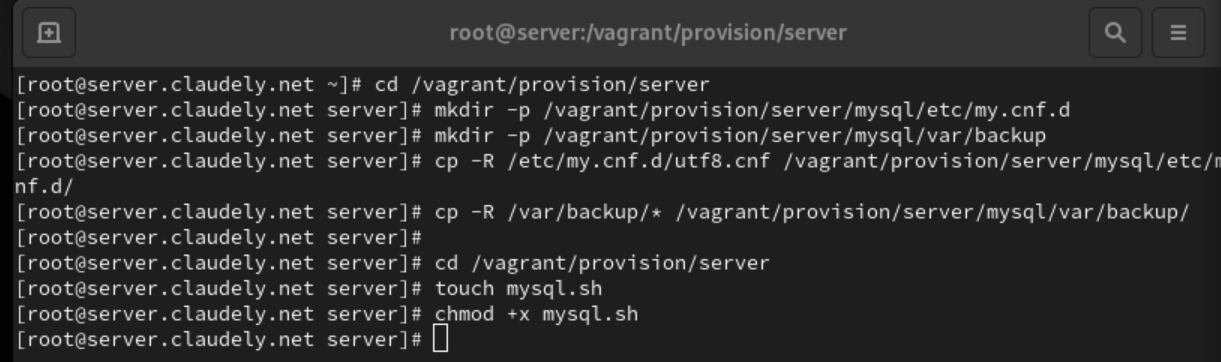 root@server:/vagrant/provision/server
[root@server.claudely.net ~]# cd /vagrant/provision/server
[root@server.claudely.net server]# mkdir -p /vagrant/provision/server/mysql/etc/my.cnf.d
[root@server.claudely.net server]# mkdir -p /vagrant/provision/server/mysql/var/backup
[root@server.claudely.net server]# cp -R /etc/my.cnf.d/utf8.cnf /vagrant/provision/server/mysql/etc/m
nf.d/
[root@server.claudely.net server]# cp -R /var/backup/* /vagrant/provision/server/mysql/var/backup/
[root@server.claudely.net server]#
[root@server.claudely.net server]# cd /vagrant/provision/server
[root@server.claudely.net server]# touch mysql.sh
[root@server.claudely.net server]# chmod +x mysql.sh
[root@server.claudely.net server]#